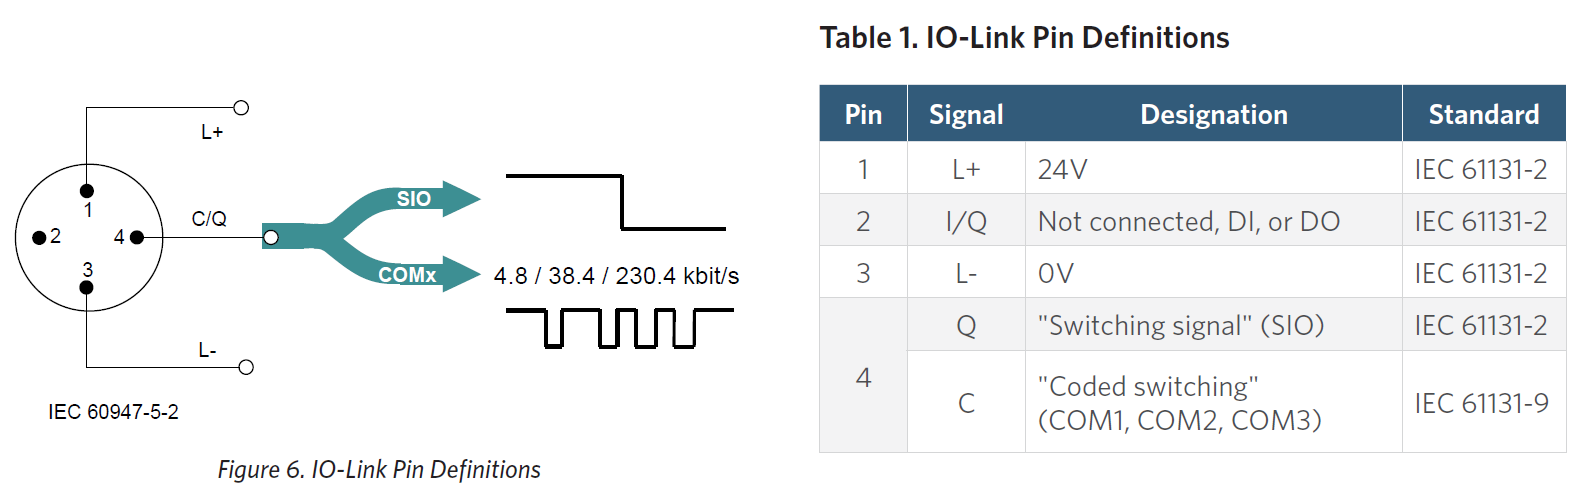 L+
1
2
4
3
C/Q
SIO
COMx
4.8 / 38.4 / 230.4 kbit/s
L-
IEC 60947-5-2
Figure 6. IO-Link Pin Definitions
Table 1. IO-Link Pin Definitions
Pin Signal Designation Standard
1 L+ 24V IEC 61131-2
2 I/Q Not connected, DI, or DO IEC 61131-2
3 L- 0V IEC 61131-2
4
Q "Switching signal" (SIO) IEC 61131-2
C "Coded switching"
(COM1, COM2, COM3) IEC 61131-9